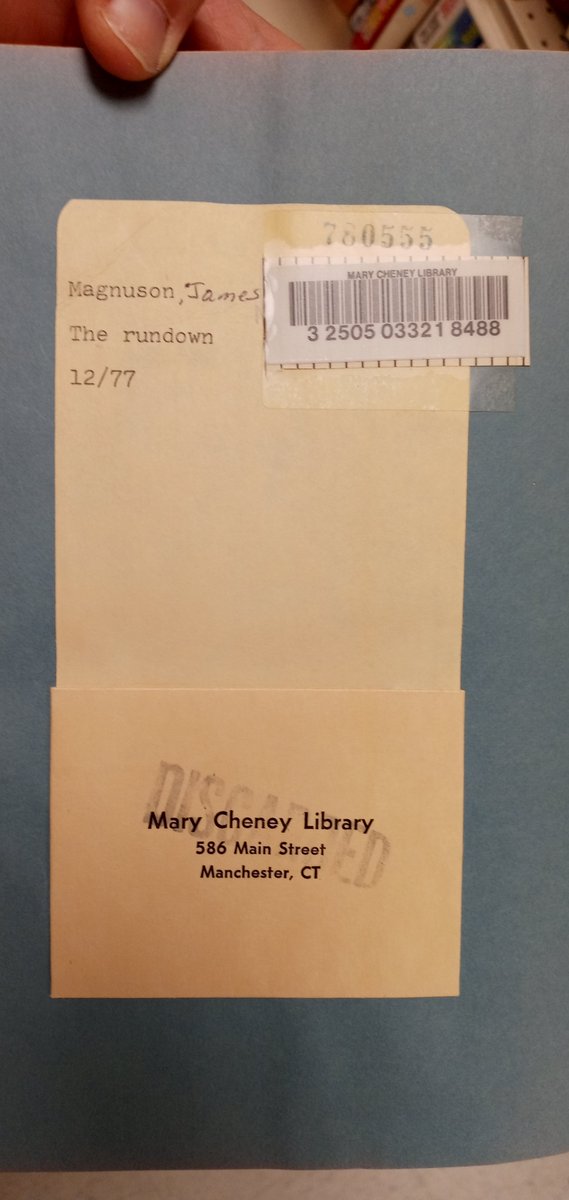 780555
MARY CHENEY LIBRARY
3 2505 03321 8488
Magnuson, James
The rundown
12/77
DISCARDED
Mary Cheney Library
586 Main Street
Manchester, CT